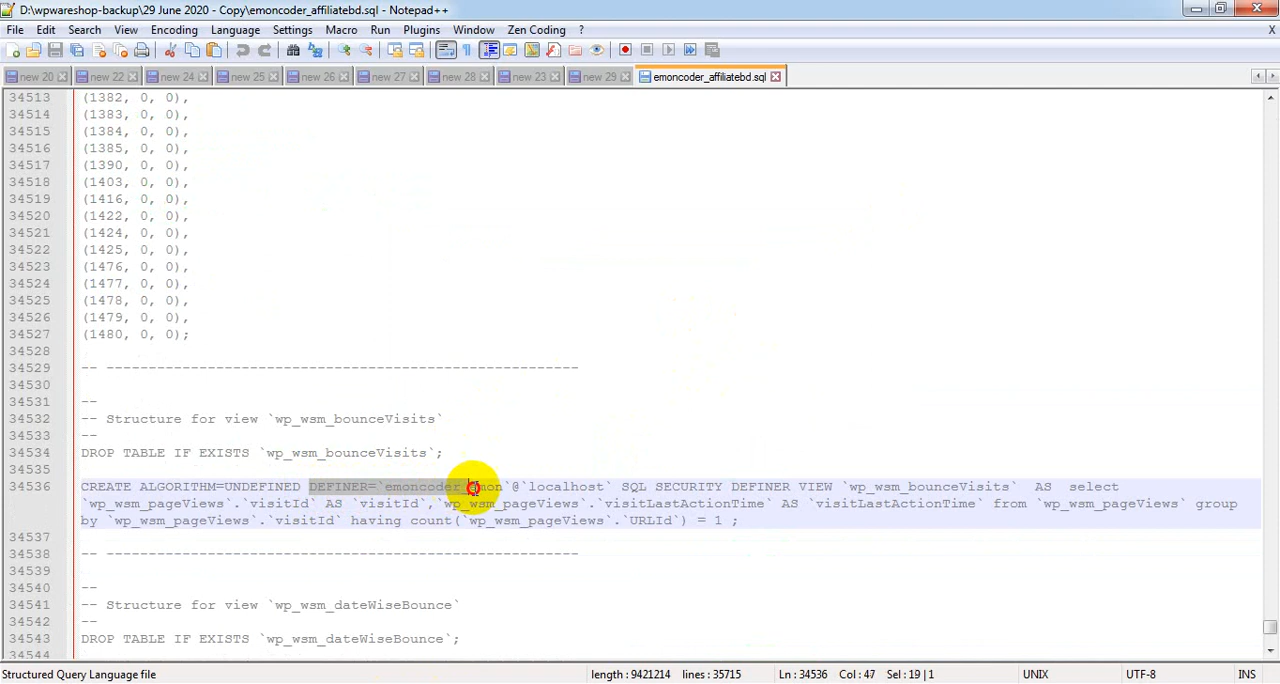 D:\wpwareshop-backup\29 June 2020 - Copy\emoncoder_affiliatebd.sql - Notepad++
File Edit Search View Encoding Language Settings Macro Run Plugins Window Zen Coding ? X
new 20 new 22 new 24 new 25 new 26 new 27 new 28 new 23 new 29 emoncoder_affiliatebd.sql
34513 (1382, 0, 0),
34514 (1383, 0, 0),
34515 (1384, 0, 0),
34516 (1385, 0, 0),
34517 (1390, 0, 0),
34518 (1403, 0, 0),
34519 (1416, 0, 0),
34520 (1422, 0, 0),
34521 (1424, 0, 0),
34522 (1425, 0, 0),
34523 (1476, 0, 0),
34524 (1477, 0, 0),
34525 (1478, 0, 0),
34526 (1479, 0, 0),
34527 (1480, 0, 0);
34528
34529 -- --------------------------------------------------------
34530
34531 --
34532 -- Structure for view `wp_wsm_bounceVisits`
34533 --
34534 DROP TABLE IF EXISTS `wp_wsm_bounceVisits`;
34535
34536 CREATE ALGORITHM=UNDEFINED DEFINER=`emoncoder_emon`@`localhost` SQL SECURITY DEFINER VIEW `wp_wsm_bounceVisits`  AS  select
`wp_wsm_pageViews`.`visitId` AS `visitId`,`wp_wsm_pageViews`.`visitLastActionTime` AS `visitLastActionTime` from `wp_wsm_pageViews` group
by `wp_wsm_pageViews`.`visitId` having count(`wp_wsm_pageViews`.`URLId`) = 1 ;
34537
34538 -- --------------------------------------------------------
34539
34540 --
34541 -- Structure for view `wp_wsm_dateWiseBounce`
34542 --
34543 DROP TABLE IF EXISTS `wp_wsm_dateWiseBounce`;
34544
Structured Query Language file length : 9421214 lines : 35715 Ln : 34536 Col : 47 Sel : 19 | 1 UNIX UTF-8 INS